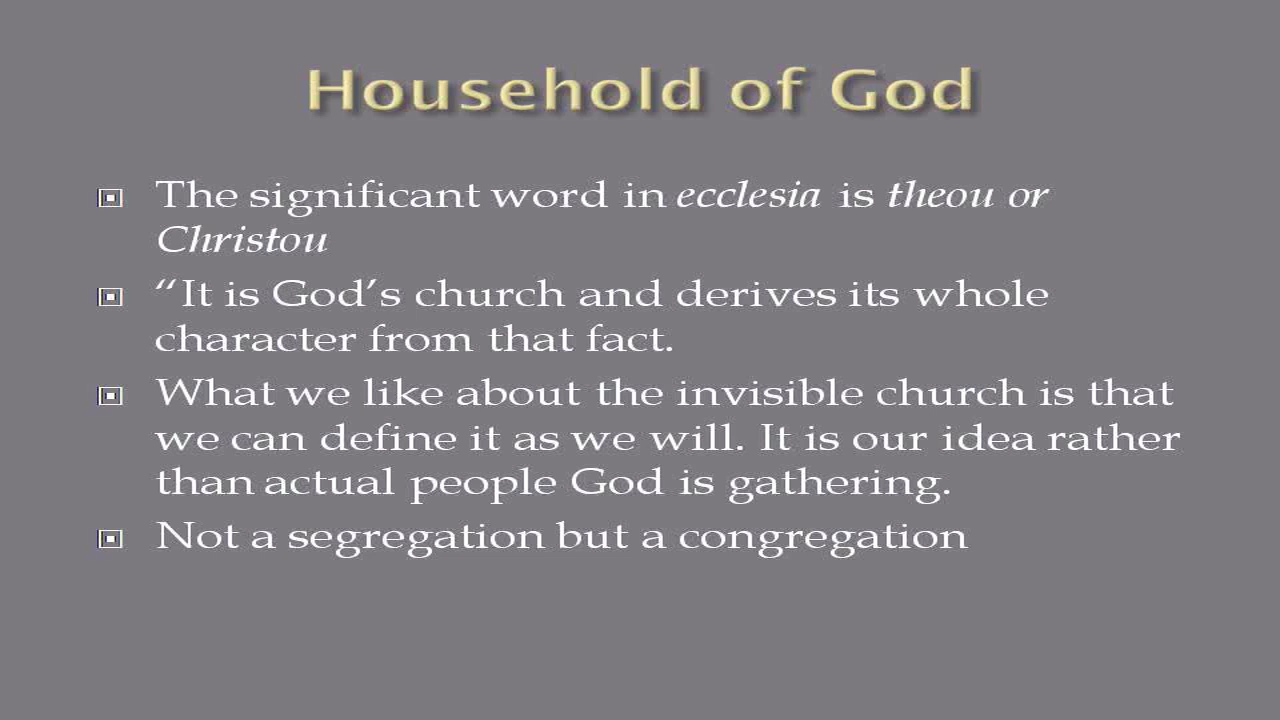 Household of God
The significant word in ecclesia is theou or
Christou
“It is God’s church and derives its whole
character from that fact.
What we like about the invisible church is that
we can define it as we will. It is our idea rather
than actual people God is gathering.
Not a segregation but a congregation